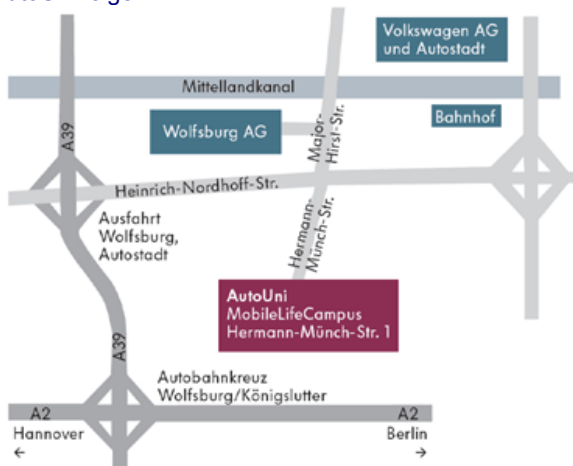 Volkswagen AG
und Autostadt
Mittellandkanal
A39
Wolfsburg AG
Major-
Hirst-Str.
Bahnhof
Heinrich-Nordhoff-Str.
Hermann-
Münch-Str.
Ausfahrt
Wolfsburg,
Autostadt
AutoUni
MobileLifeCampus
Hermann-Münch-Str. 1
A39
Autobahnkreuz
Wolfsburg/Königslutter
A2
A2
Hannover
←
Berlin
→